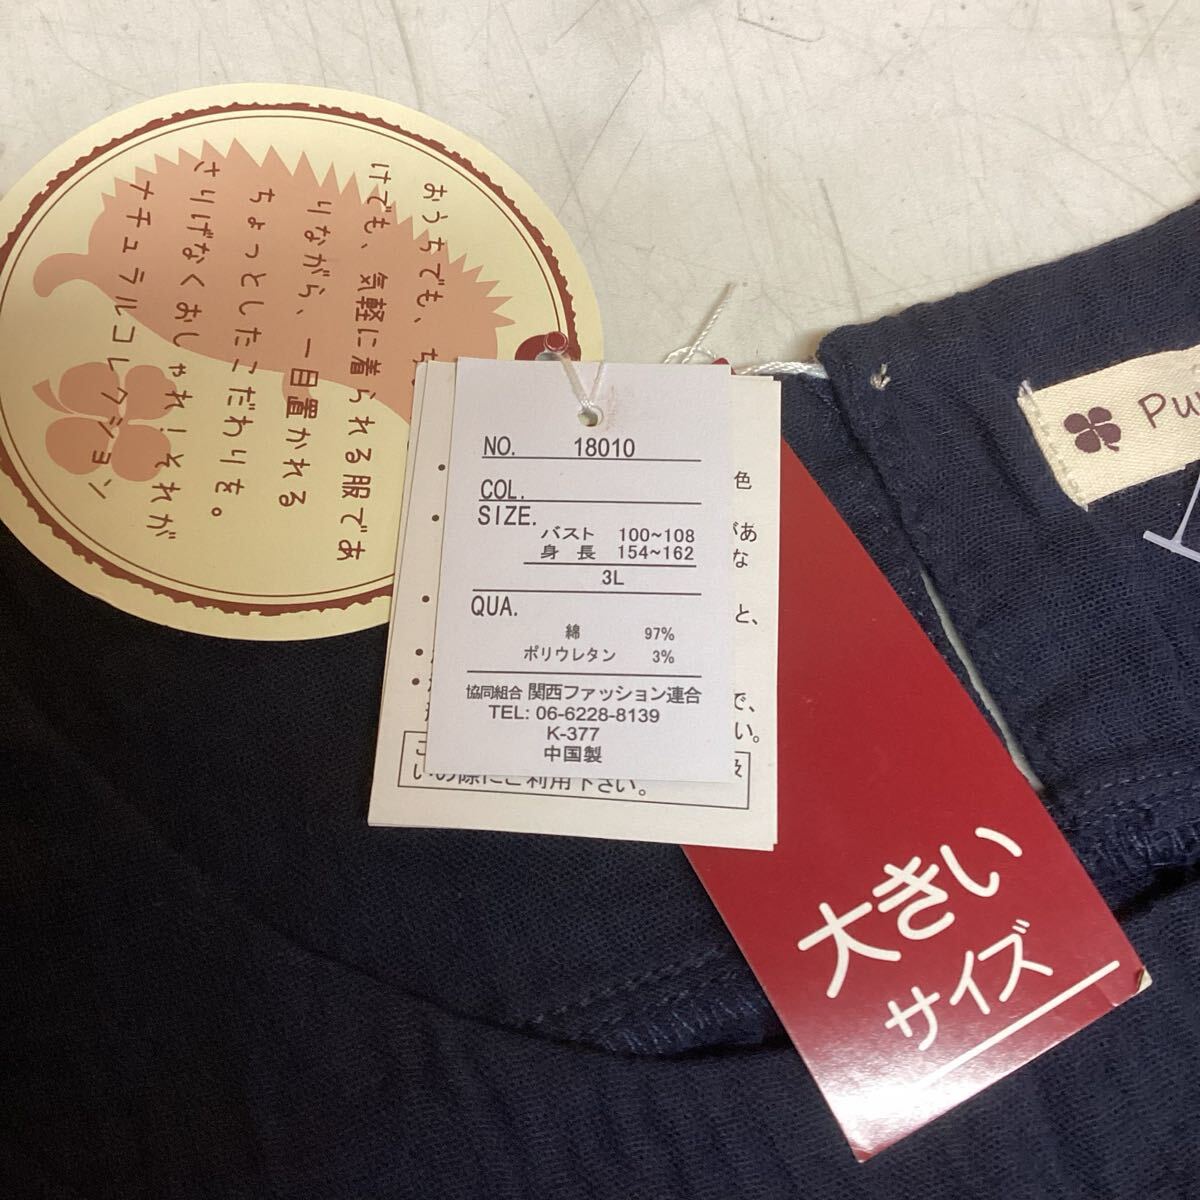 おうちでも、
けでも、気軽に着られる服であ
りながら、一目置かれる
ちょっとしたこだわりを。
さりげなくおしゃれ！それが
ナチュラルコレクション
NO. 18010
COL.
SIZE.
バスト 100~108
身長 154~162
3L
QUA.
綿 97%
ポリウレタン 3%
協同組合 関西ファッション連合
TEL: 06-6228-8139
K-377
中国製
色
があ
な
と、
で、
い。
いの際にご利用下さい。
大きい
サイズ
Pu